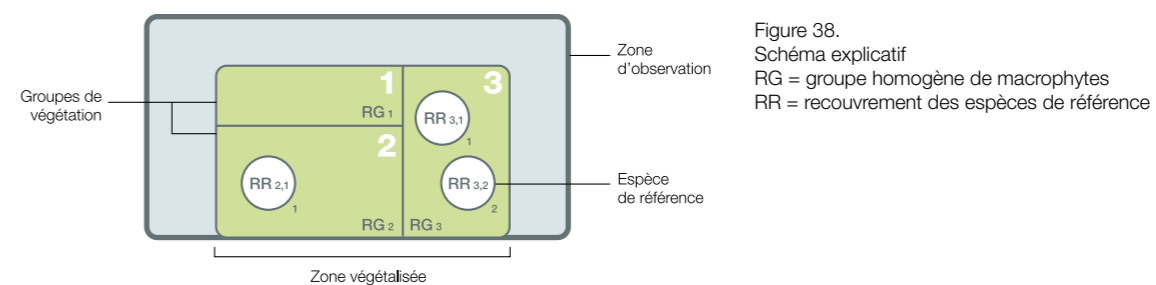 Groupes de
végétation
1
RG 1
2
RR 2,1
1
RG 2
3
RR 3,1
1
RR 3,2
2
RG 3
Zone
d'observation
Espèce
de référence
Zone végétalisée
Figure 38.
Schéma explicatif
RG = groupe homogène de macrophytes
RR = recouvrement des espèces de référence